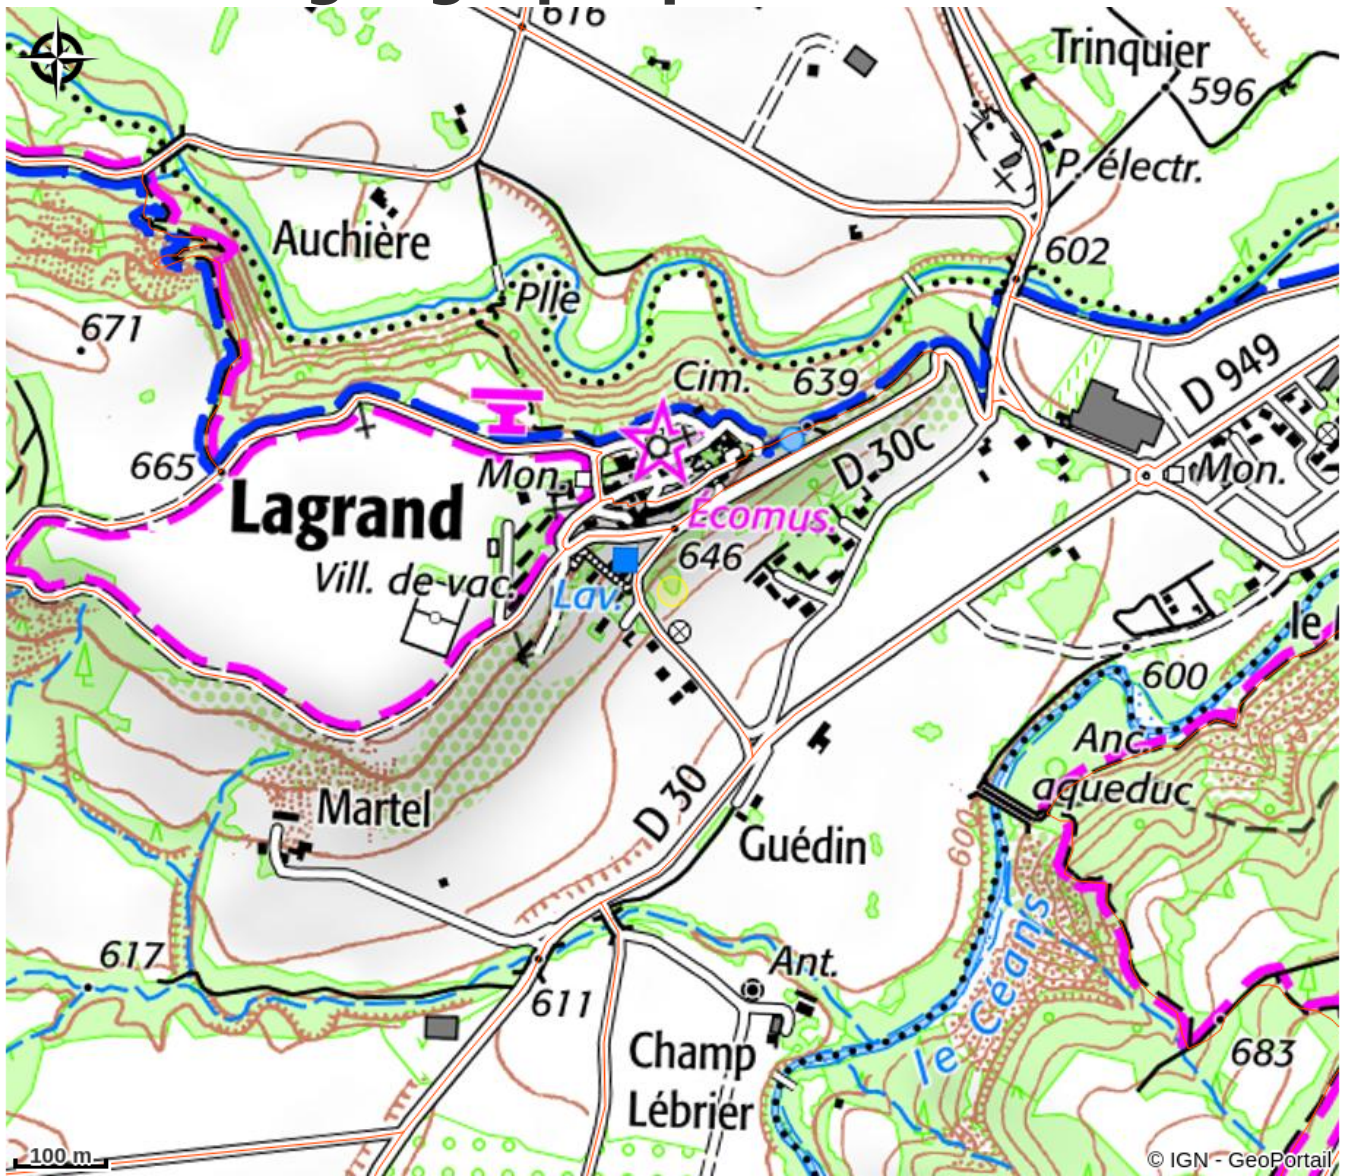 616
Trinquier
596
P. électr.
Auchière
602
Plle
671
Cim.
639
D 949
665
Mon.
D 30c
Mon.
Lagrand
Écomus.
646
Vill. de vac.
Lav.
le
600
Anc.
aqueduc
Martel
D 30
Guédin
600
617
Ant.
611
le Céans
Champ
Lébrier
683
100 m
© IGN - GeoPortail